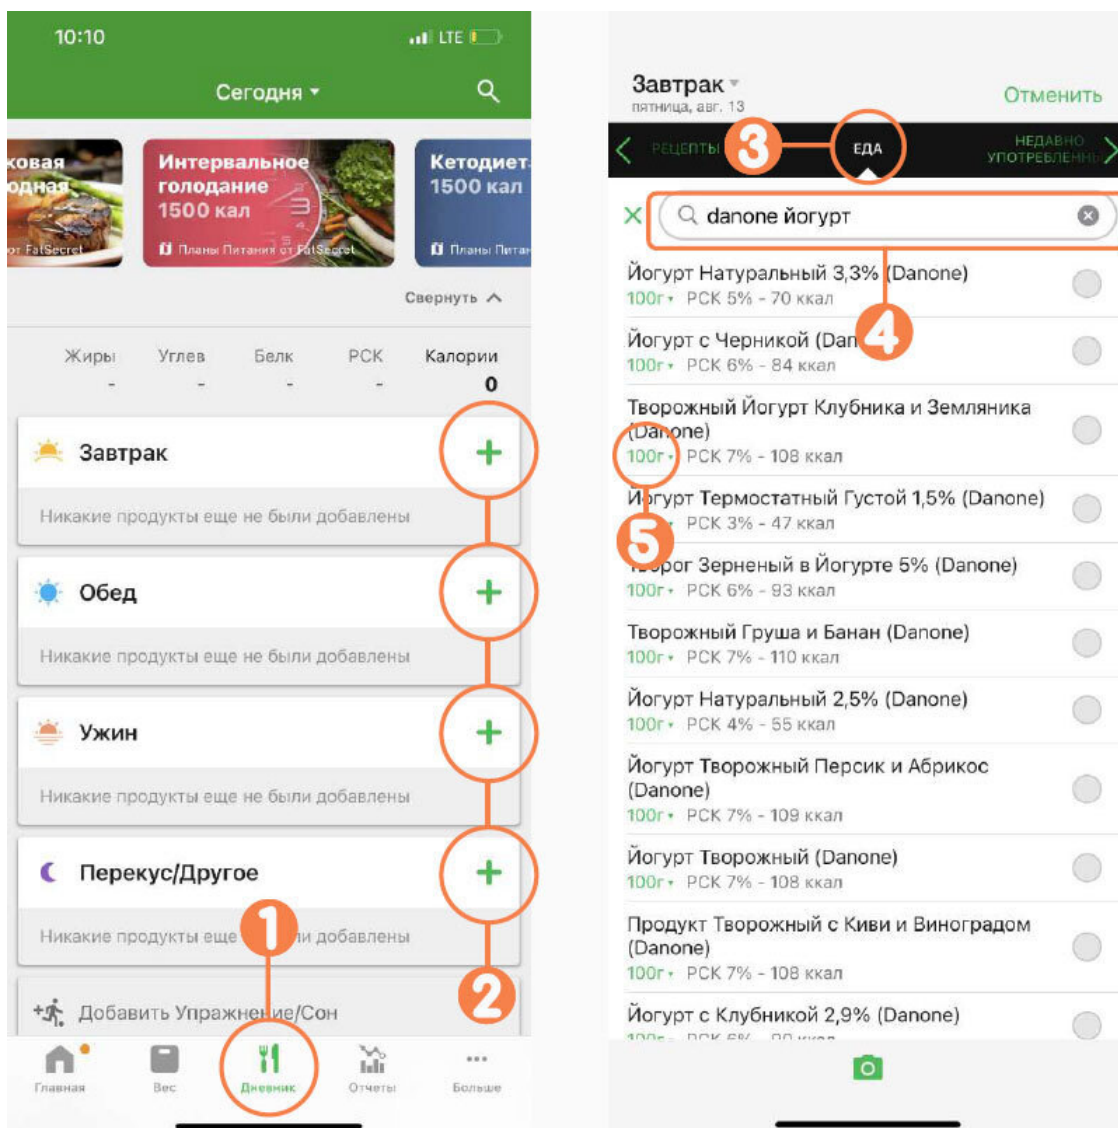 10:10
LTE
Сегодня
ковая
одная
от FatSecret
Интервальное
голодание
1500 кал
Планы Питания от FatSecret
Кетодиет
1500 кал
Планы Питан
Свернуть
Жиры Углев Белк РСК Калории
- - - - 0
Завтрак
Никакие продукты еще не были добавлены
Обед
Никакие продукты еще не были добавлены
Ужин
Никакие продукты еще не были добавлены
Перекус/Другое
Никакие продукты еще ли добавлены
1
2
Добавить Упражнение/Сон
Главная Вес Дневник Отчеты Больше
Завтрак
пятница, авг. 13
Отменить
РЕЦЕПТЫ 3 ЕДА НЕДАВНО
УПОТРЕБЛЕНН
danone йогурт
Йогурт Натуральный 3,3% (Danone)
100г РСК 5% - 70 ккал
4
Йогурт с Черникой (Dan
100г РСК 6% - 84 ккал
Творожный Йогурт Клубника и Земляника
(Danone)
100г РСК 7% - 108 ккал
Йогурт Термостатный Густой 1,5% (Danone)
РСК 3% - 47 ккал
5
Творог Зерненый в Йогурте 5% (Danone)
100г РСК 6% - 93 ккал
Творожный Груша и Банан (Danone)
100г РСК 7% - 110 ккал
Йогурт Натуральный 2,5% (Danone)
100г РСК 4% - 55 ккал
Йогурт Творожный Персик и Абрикос
(Danone)
100г РСК 7% - 109 ккал
Йогурт Творожный (Danone)
100г РСК 7% - 108 ккал
Продукт Творожный с Киви и Виноградом
(Danone)
100г РСК 7% - 108 ккал
Йогурт с Клубникой 2,9% (Danone)